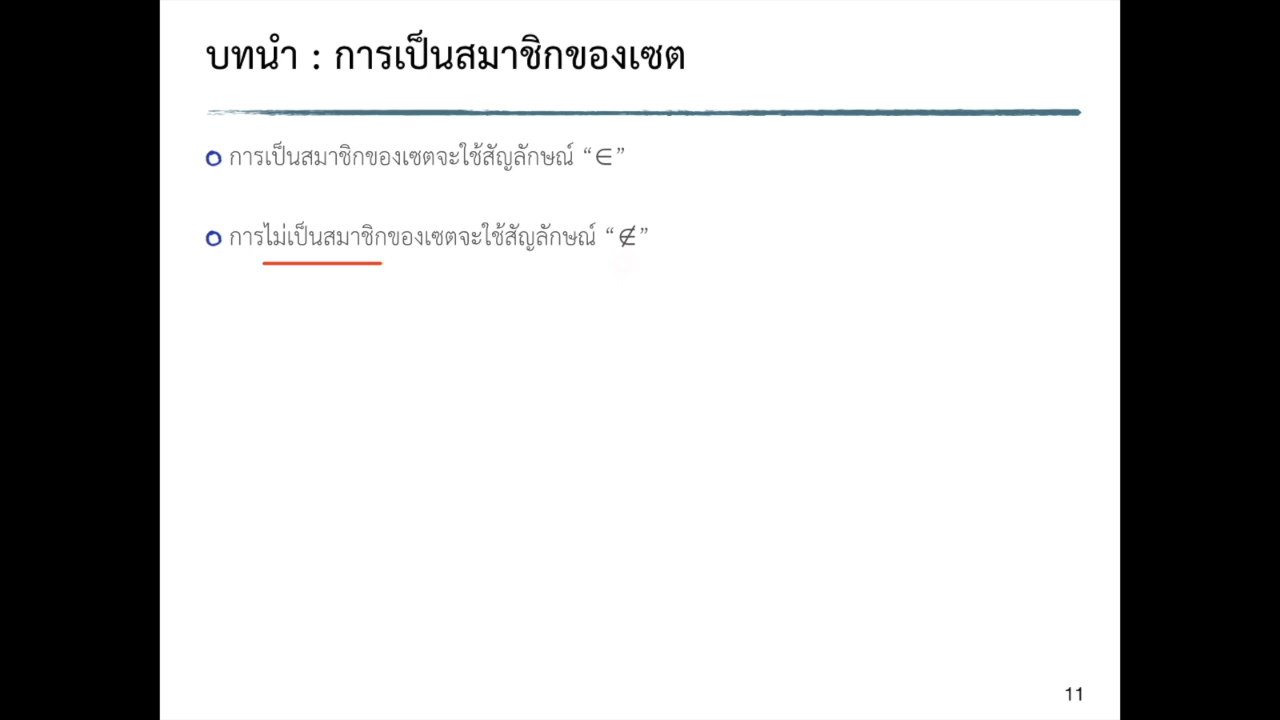 บทนำ : การเป็นสมาชิกของเซต
การเป็นสมาชิกของเซตจะใช้สัญลักษณ์ “∈”
การไม่เป็นสมาชิกของเซตจะใช้สัญลักษณ์ “∉”
11